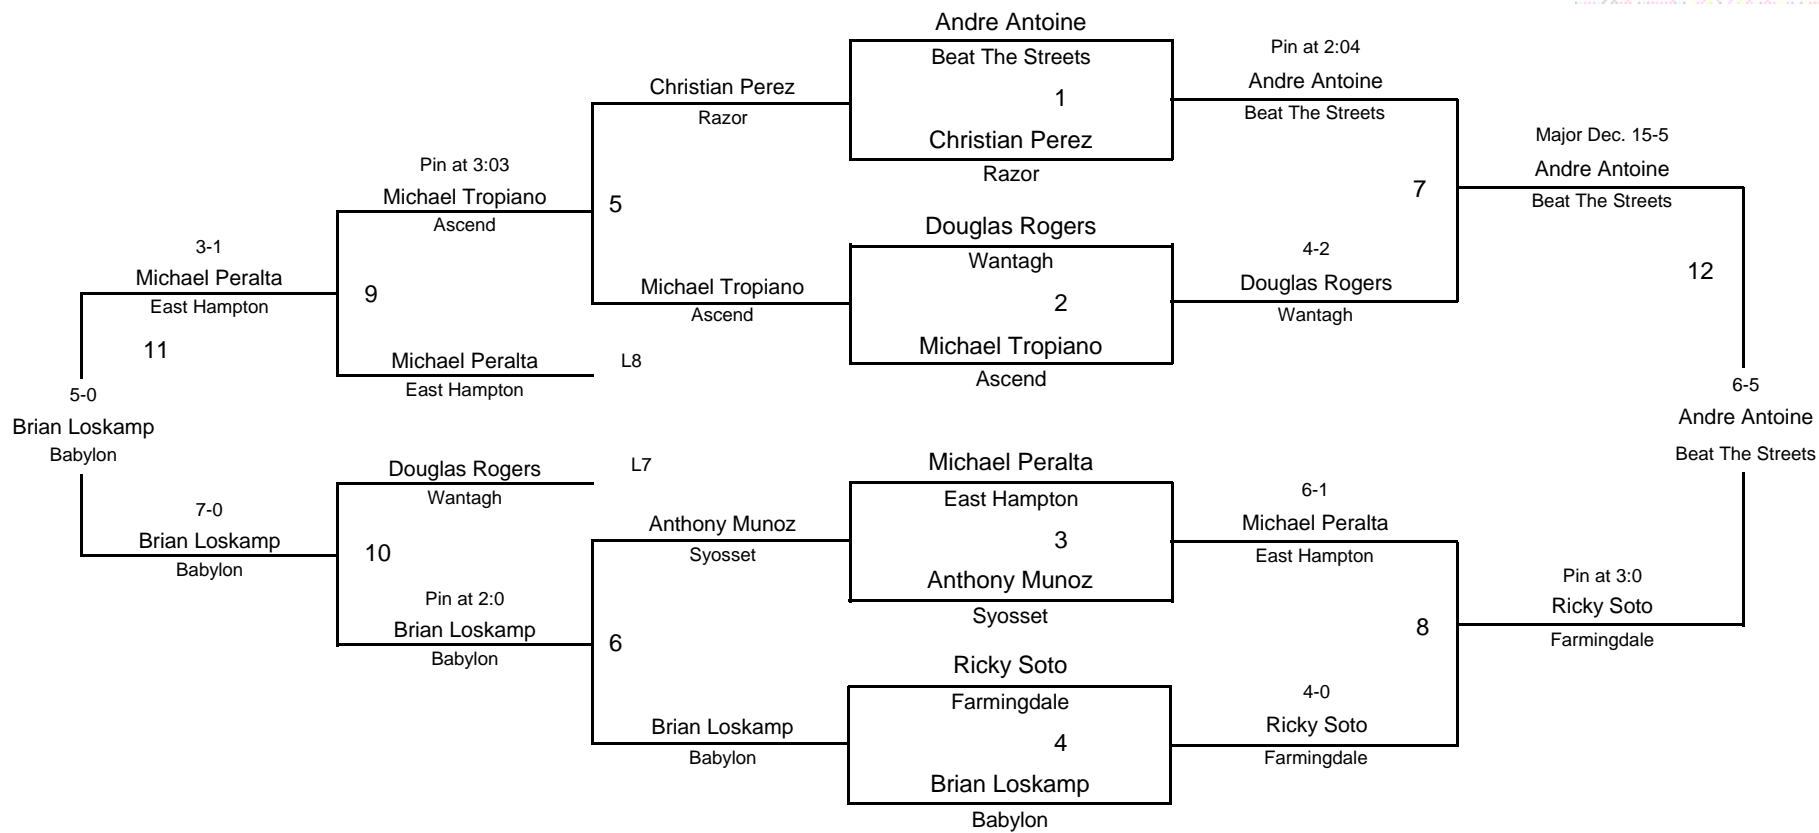 Andre Antoine
Beat The Streets
1
Christian Perez
Razor
Pin at 2:04
Andre Antoine
Beat The Streets
Christian Perez
Razor
Major Dec. 15-5
Andre Antoine
Beat The Streets
7
Pin at 3:03
Michael Tropiano
Ascend
5
Douglas Rogers
Wantagh
2
Michael Tropiano
Ascend
4-2
Douglas Rogers
Wantagh
12
3-1
Michael Peralta
East Hampton
9
Michael Tropiano
Ascend
11
Michael Peralta
East Hampton
L8
5-0
Brian Loskamp
Babylon
6-5
Andre Antoine
Beat The Streets
Douglas Rogers
Wantagh
L7
Michael Peralta
East Hampton
3
Anthony Munoz
Syosset
6-1
Michael Peralta
East Hampton
7-0
Brian Loskamp
Babylon
10
Anthony Munoz
Syosset
Pin at 2:0
Brian Loskamp
Babylon
6
8
Pin at 3:0
Ricky Soto
Farmingdale
Ricky Soto
Farmingdale
4
Brian Loskamp
Babylon
4-0
Ricky Soto
Farmingdale
Brian Loskamp
Babylon